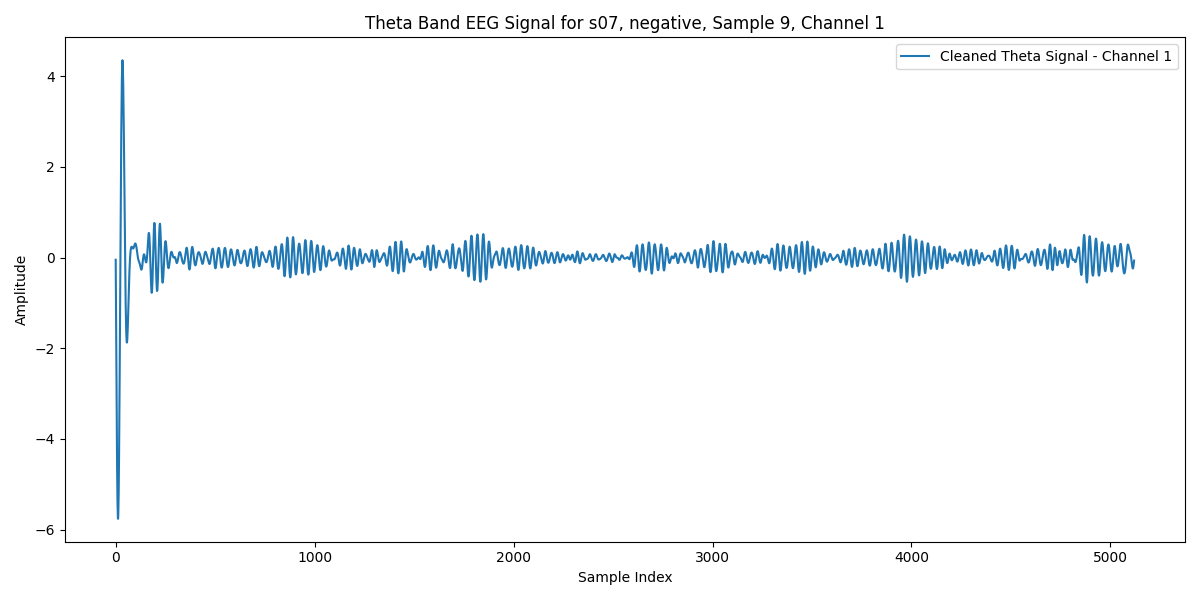 Theta Band EEG Signal for s07, negative, Sample 9, Channel 1
Cleaned Theta Signal - Channel 1
4
2
0
−2
−4
−6
Amplitude
0 1000 2000 3000 4000 5000
Sample Index